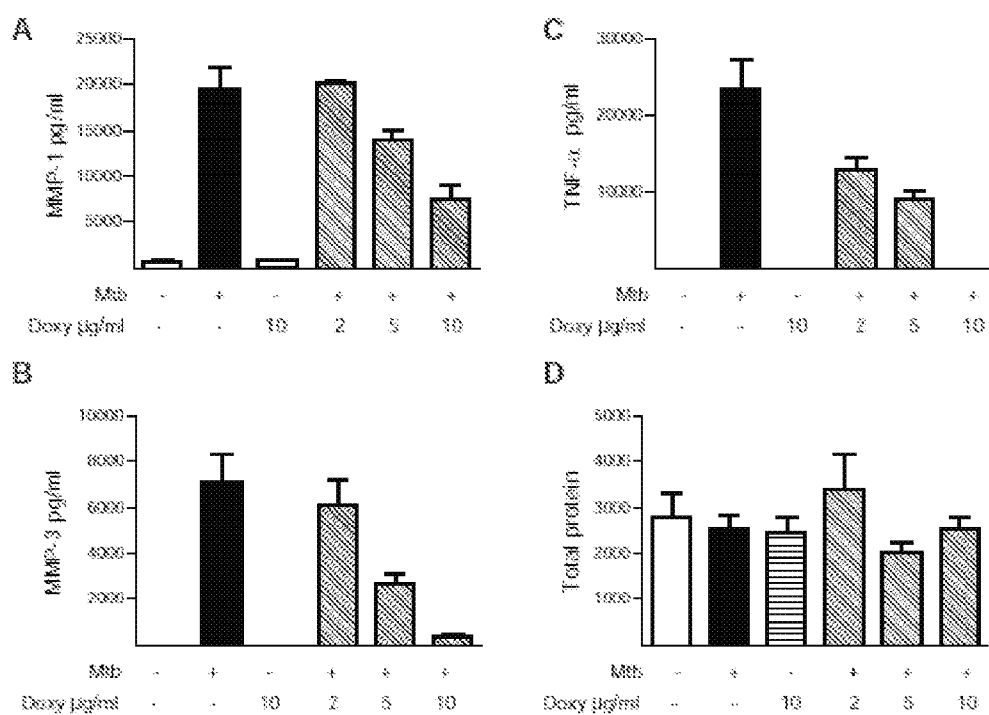 A
25000
20000
15000
10000
5000
MMP-1 pg/ml
Mtb - + - + + +
Doxy µg/ml - - 10 2 5 10
B
10000
8000
6000
4000
2000
MMP-3 pg/ml
Mtb - + - + + +
Doxy µg/ml - - 10 2 5 10
C
30000
20000
10000
TNF-α pg/ml
Mtb - + - + + +
Doxy µg/ml - - 10 2 5 10
D
5000
4000
3000
2000
1000
Total protein
Mtb - + - + + +
Doxy µg/ml - - 10 2 5 10